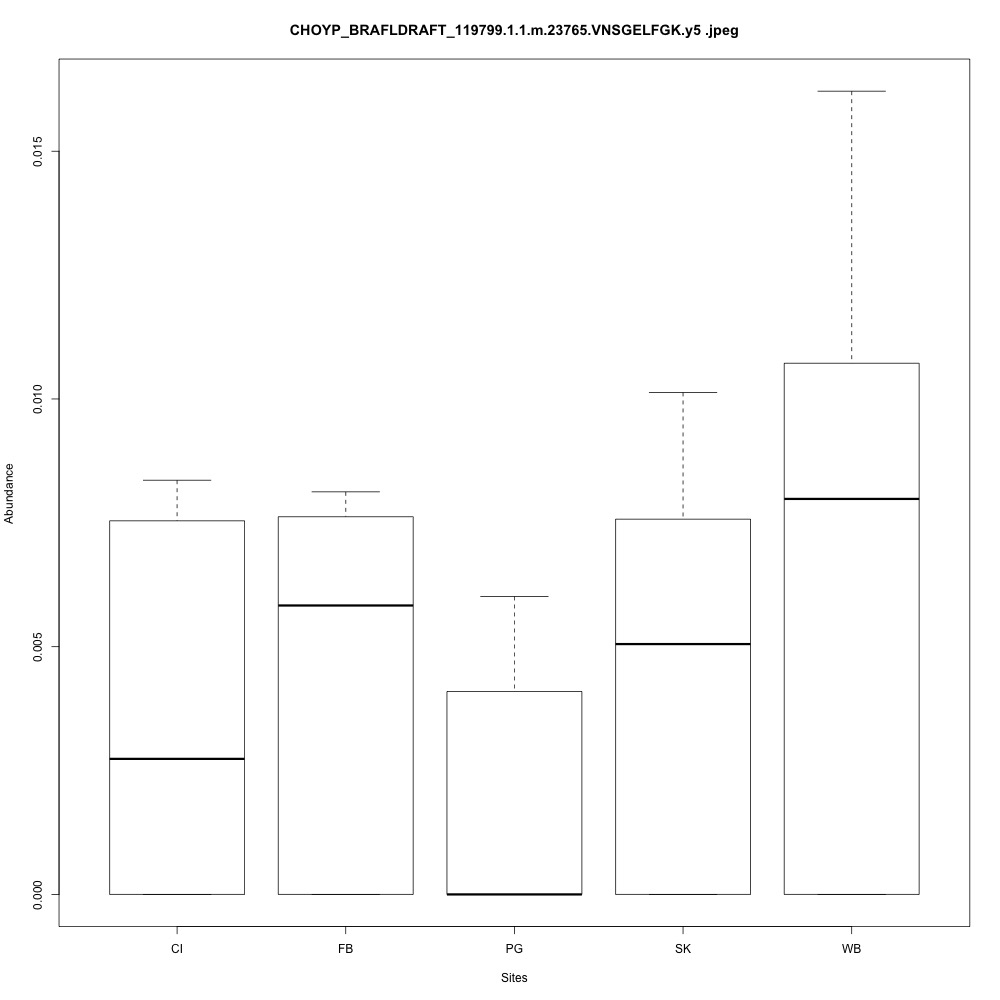 CHOYP_BRAFLDRAFT_119799.1.1.m.23765.VNSGELFGK.y5 .jpeg
Abundance
0.015
0.010
0.005
0.000
CI FB PG SK WB
Sites